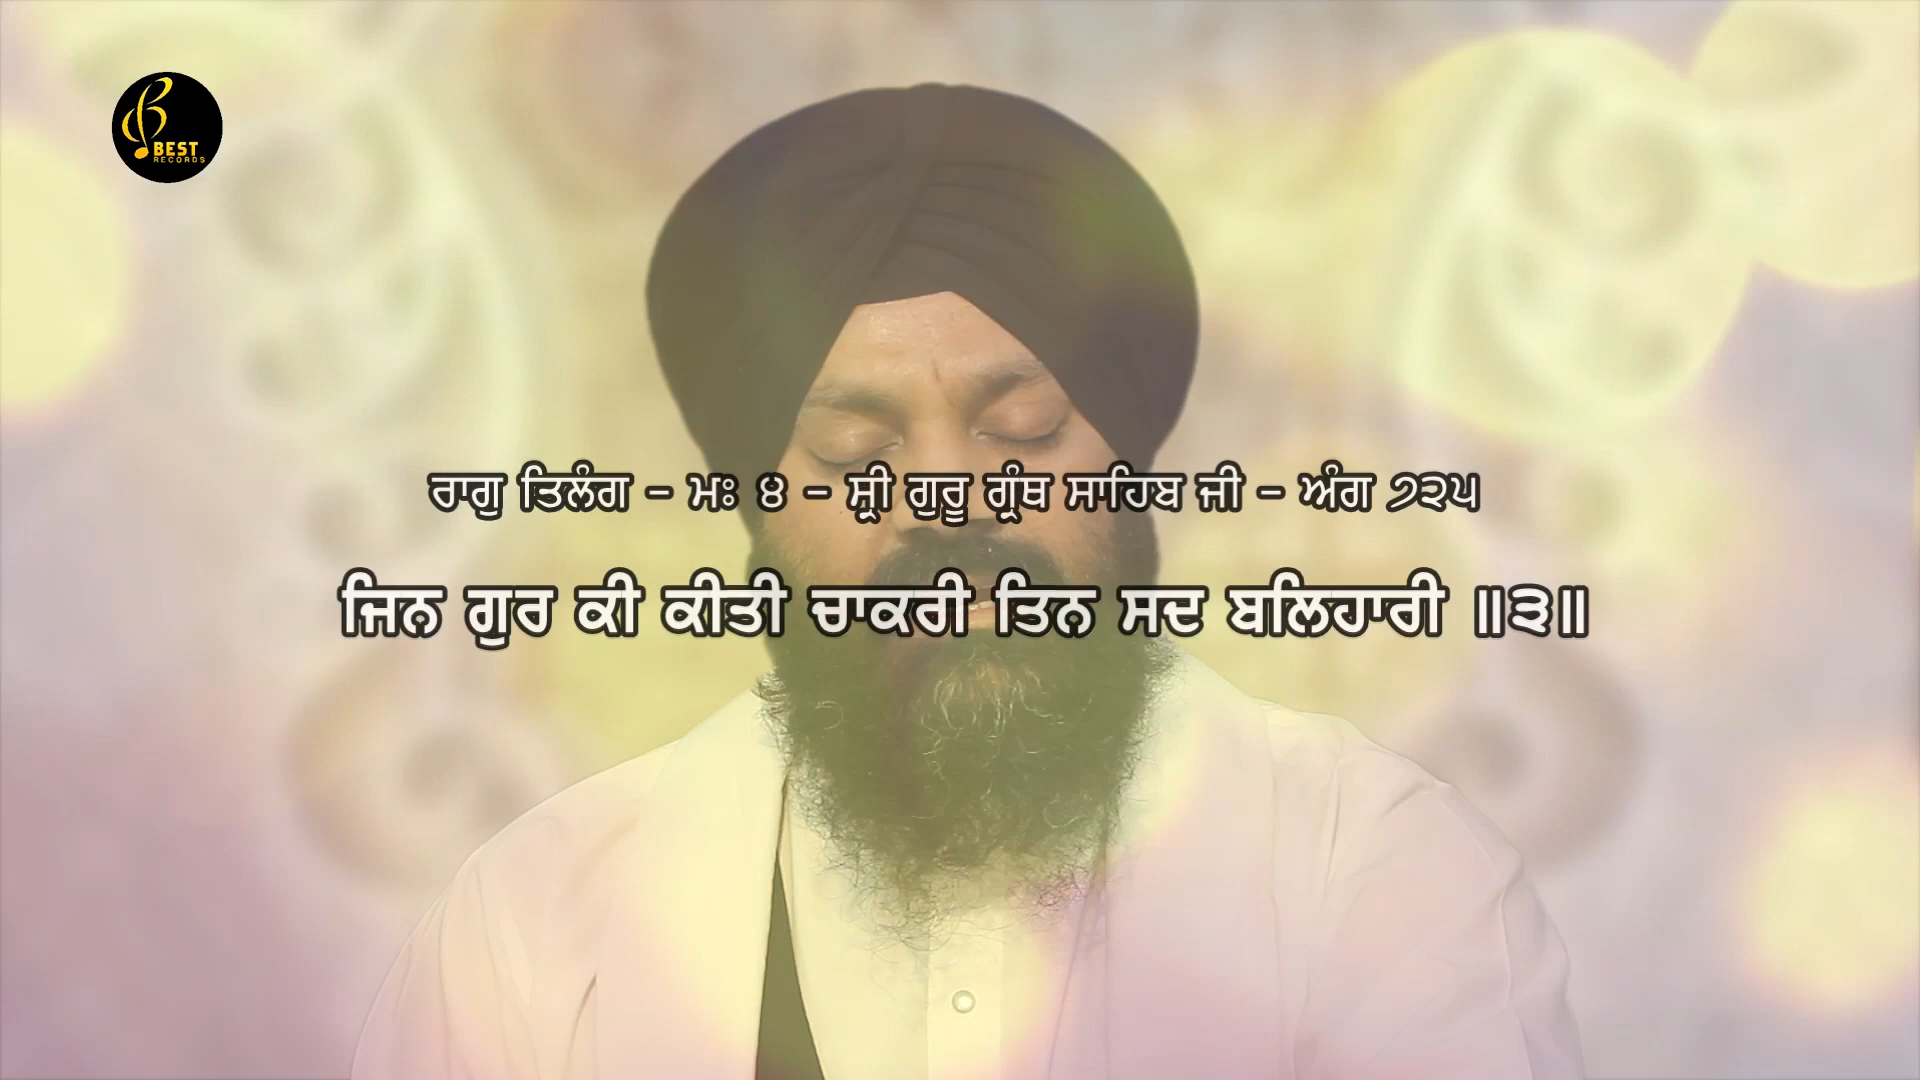 BEST
RECORDS
ਰਾਗੁ ਤਿਲੰਗ - ਮਃ ੪ - ਸ਼੍ਰੀ ਗੁਰੂ ਗ੍ਰੰਥ ਸਾਹਿਬ ਜੀ - ਅੰਗ ੭੨੫
ਜਿਨ ਗੁਰ ਕੀ ਕੀਤੀ ਚਾਕਰੀ ਤਿਨ ਸਦ ਬਲਿਹਾਰੀ ॥੩॥